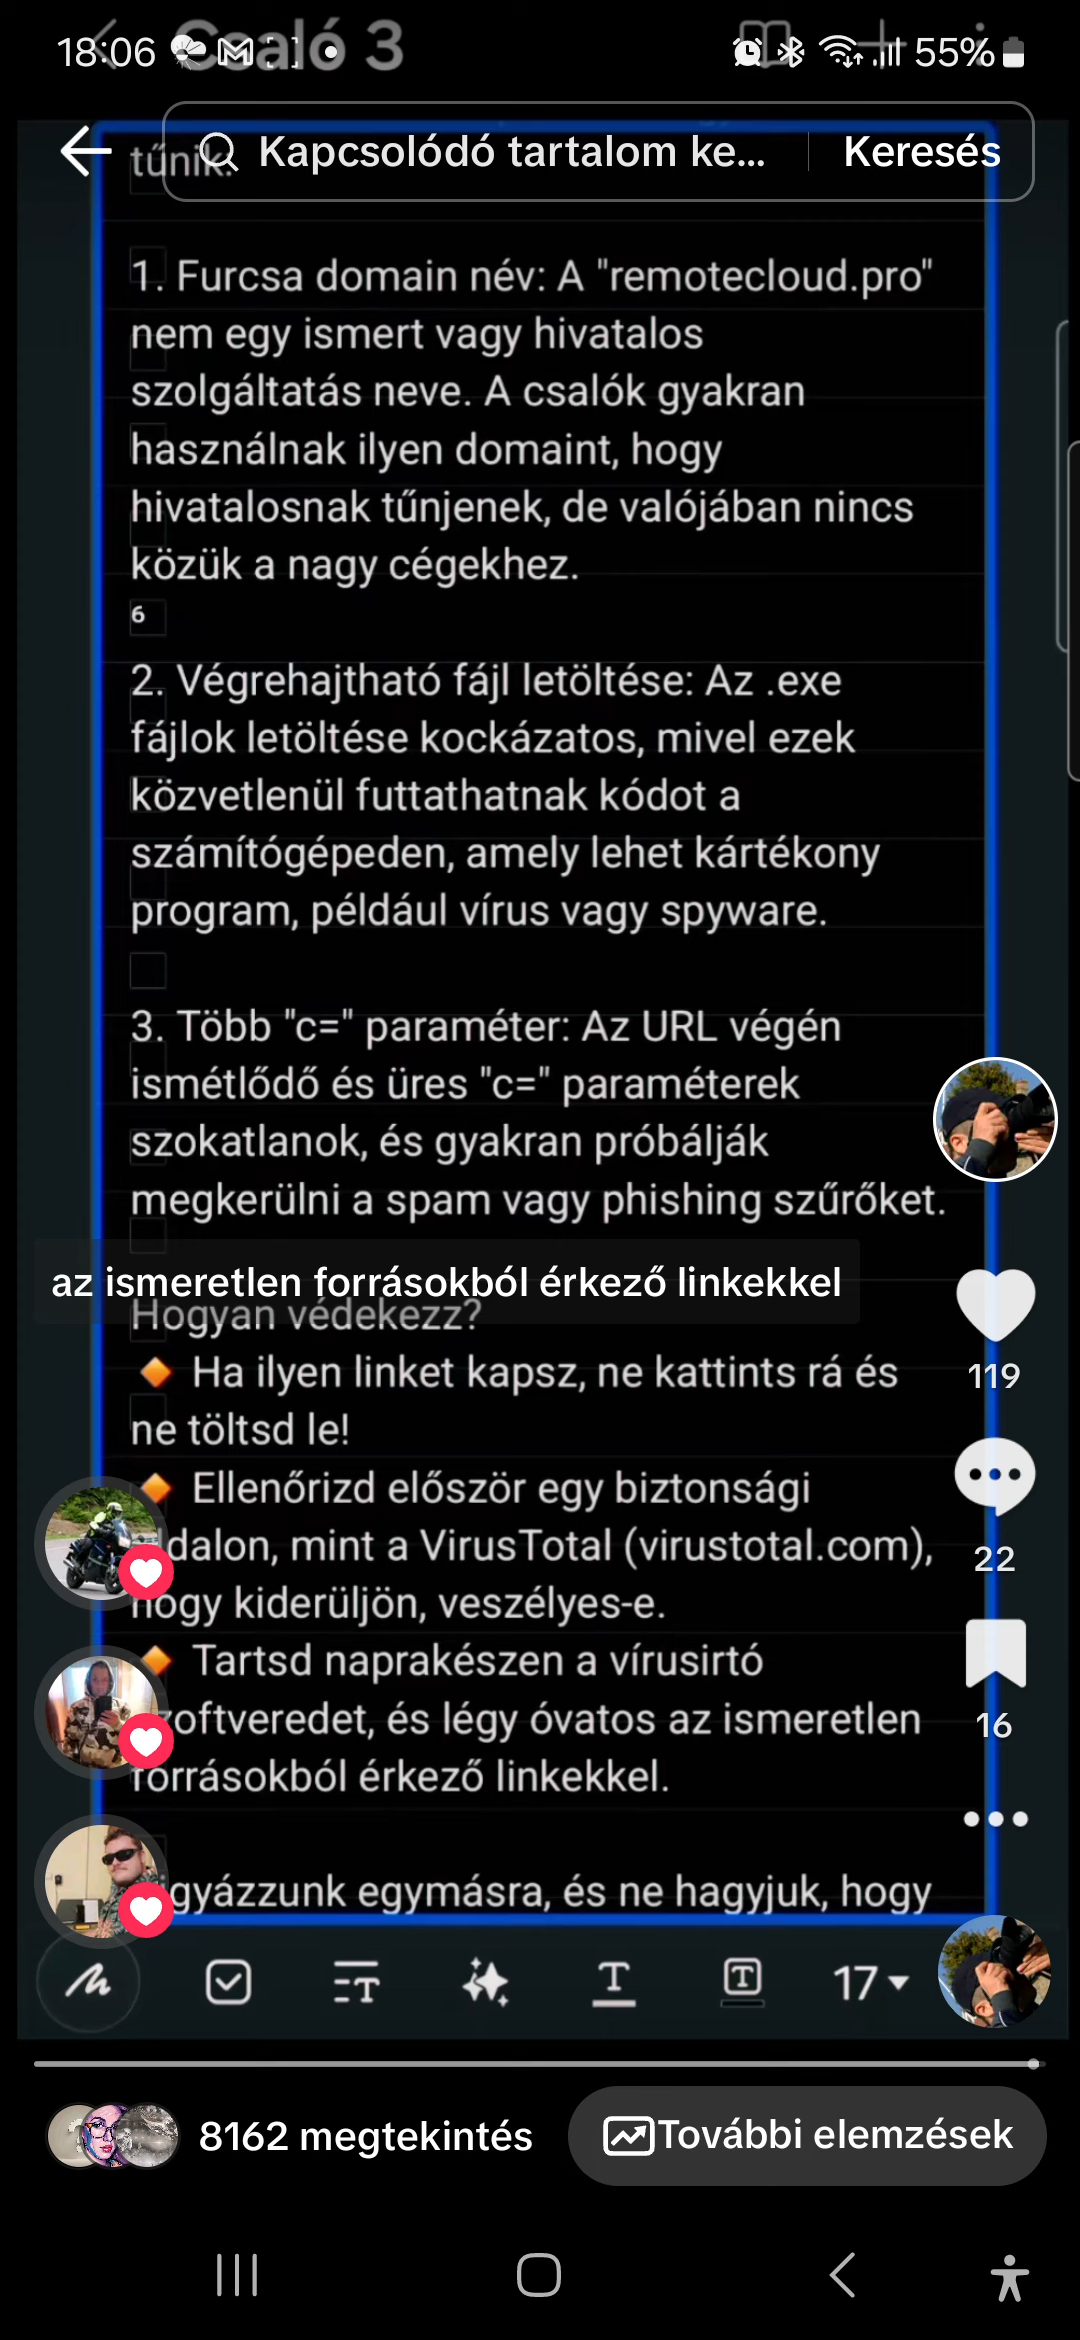 Csaló 3
18:06
55%
tűnik:
Kapcsolódó tartalom ke...
Keresés
1. Furcsa domain név: A "remotecloud.pro"
nem egy ismert vagy hivatalos
szolgáltatás neve. A csalók gyakran
használnak ilyen domaint, hogy
hivatalosnak tűnjenek, de valójában nincs
közük a nagy cégekhez.
6
2. Végrehajtható fájl letöltése: Az .exe
fájlok letöltése kockázatos, mivel ezek
közvetlenül futtathatnak kódot a
számítógépeden, amely lehet kártékony
program, például vírus vagy spyware.
3. Több "c=" paraméter: Az URL végén
ismétlődő és üres "c=" paraméterek
szokatlanok, és gyakran próbálják
megkerülni a spam vagy phishing szűrőket.
az ismeretlen forrásokból érkező linkekkel
Hogyan védekezz?
Ha ilyen linket kapsz, ne kattints rá és
ne töltsd le!
Ellenőrizd először egy biztonsági
ldalon, mint a VirusTotal (virustotal.com),
hogy kiderüljön, veszélyes-e.
Tartsd naprakészen a vírusirtó
zoftveredet, és légy óvatos az ismeretlen
forrásokból érkező linkekkel.
gyázzunk egymásra, és ne hagyjuk, hogy
119
22
16
17
8162 megtekintés
További elemzések